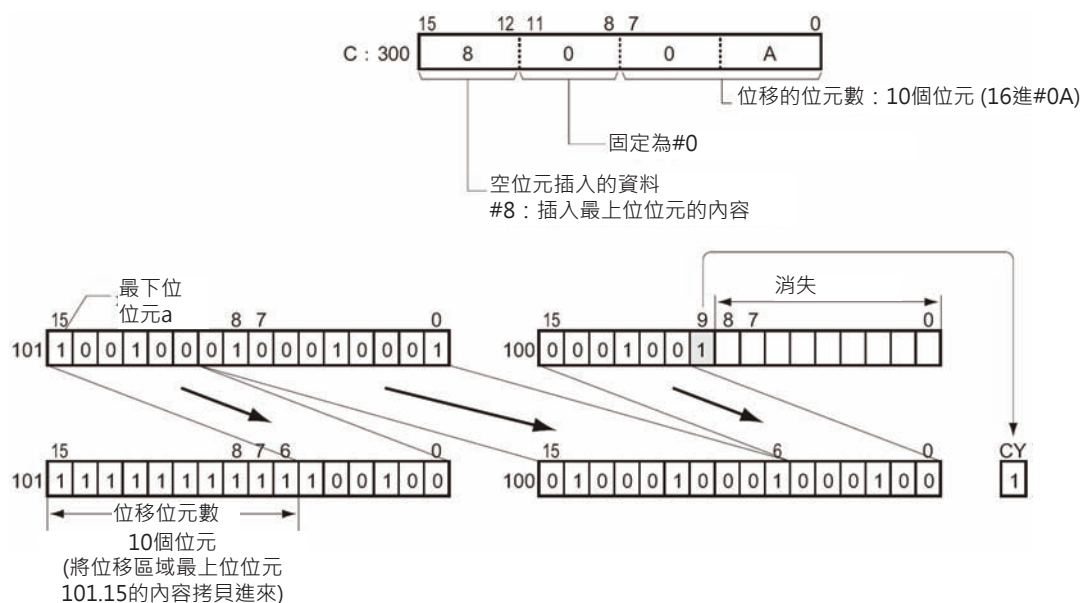 15 12 11 8 7 0
C：300 8 0 0 A
位移的位元數：10個位元 (16進#0A)
固定為#0
空位元插入的資料
#8：插入最上位位元的內容
最下位
位元a
消失
15 8 7 0 15 9 8 7 0
101 1 0 0 1 0 0 0 1 0 0 0 1 0 0 0 1 100 0 0 0 1 0 0 1
15 8 7 6 0 15 6 0 CY
101 1 1 1 1 1 1 1 1 1 1 1 0 0 1 0 0 100 0 1 0 0 0 1 0 0 0 1 0 0 0 1 0 0 1
位移位元數
10個位元
(將位移區域最上位位元
101.15的內容拷貝進來)